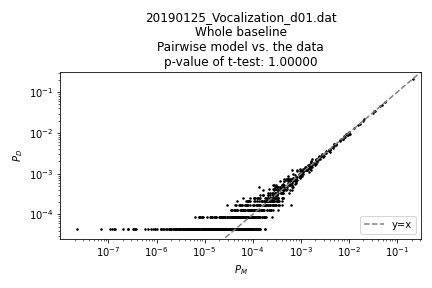 20190125_Vocalization_d01.dat
Whole baseline
Pairwise model vs. the data
p-value of t-test: 1.00000
P_D
10^{-1}
10^{-2}
10^{-3}
10^{-4}
y=x
10^{-7} 10^{-6} 10^{-5} 10^{-4} 10^{-3} 10^{-2} 10^{-1}
P_M